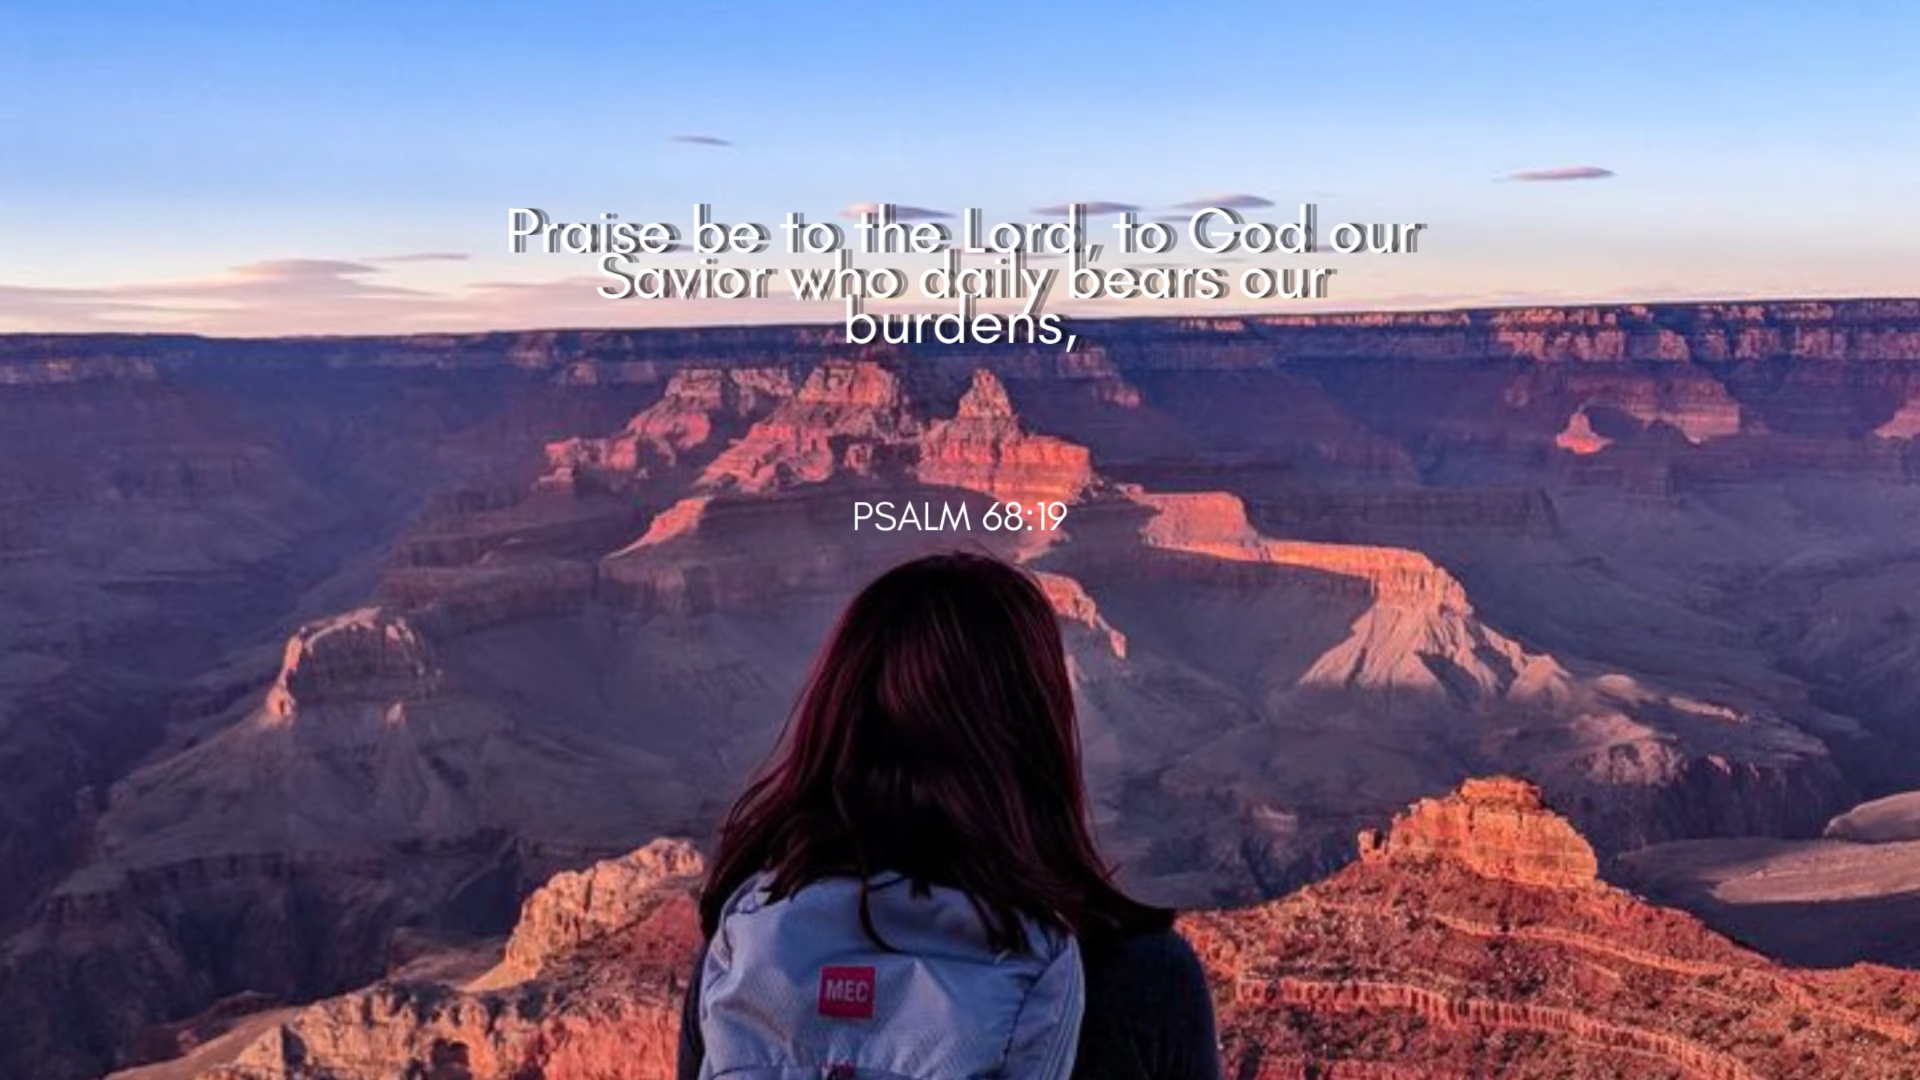 Praise be to the Lord, to God our
Savior who daily bears our
burdens,
PSALM 68:19
MEC